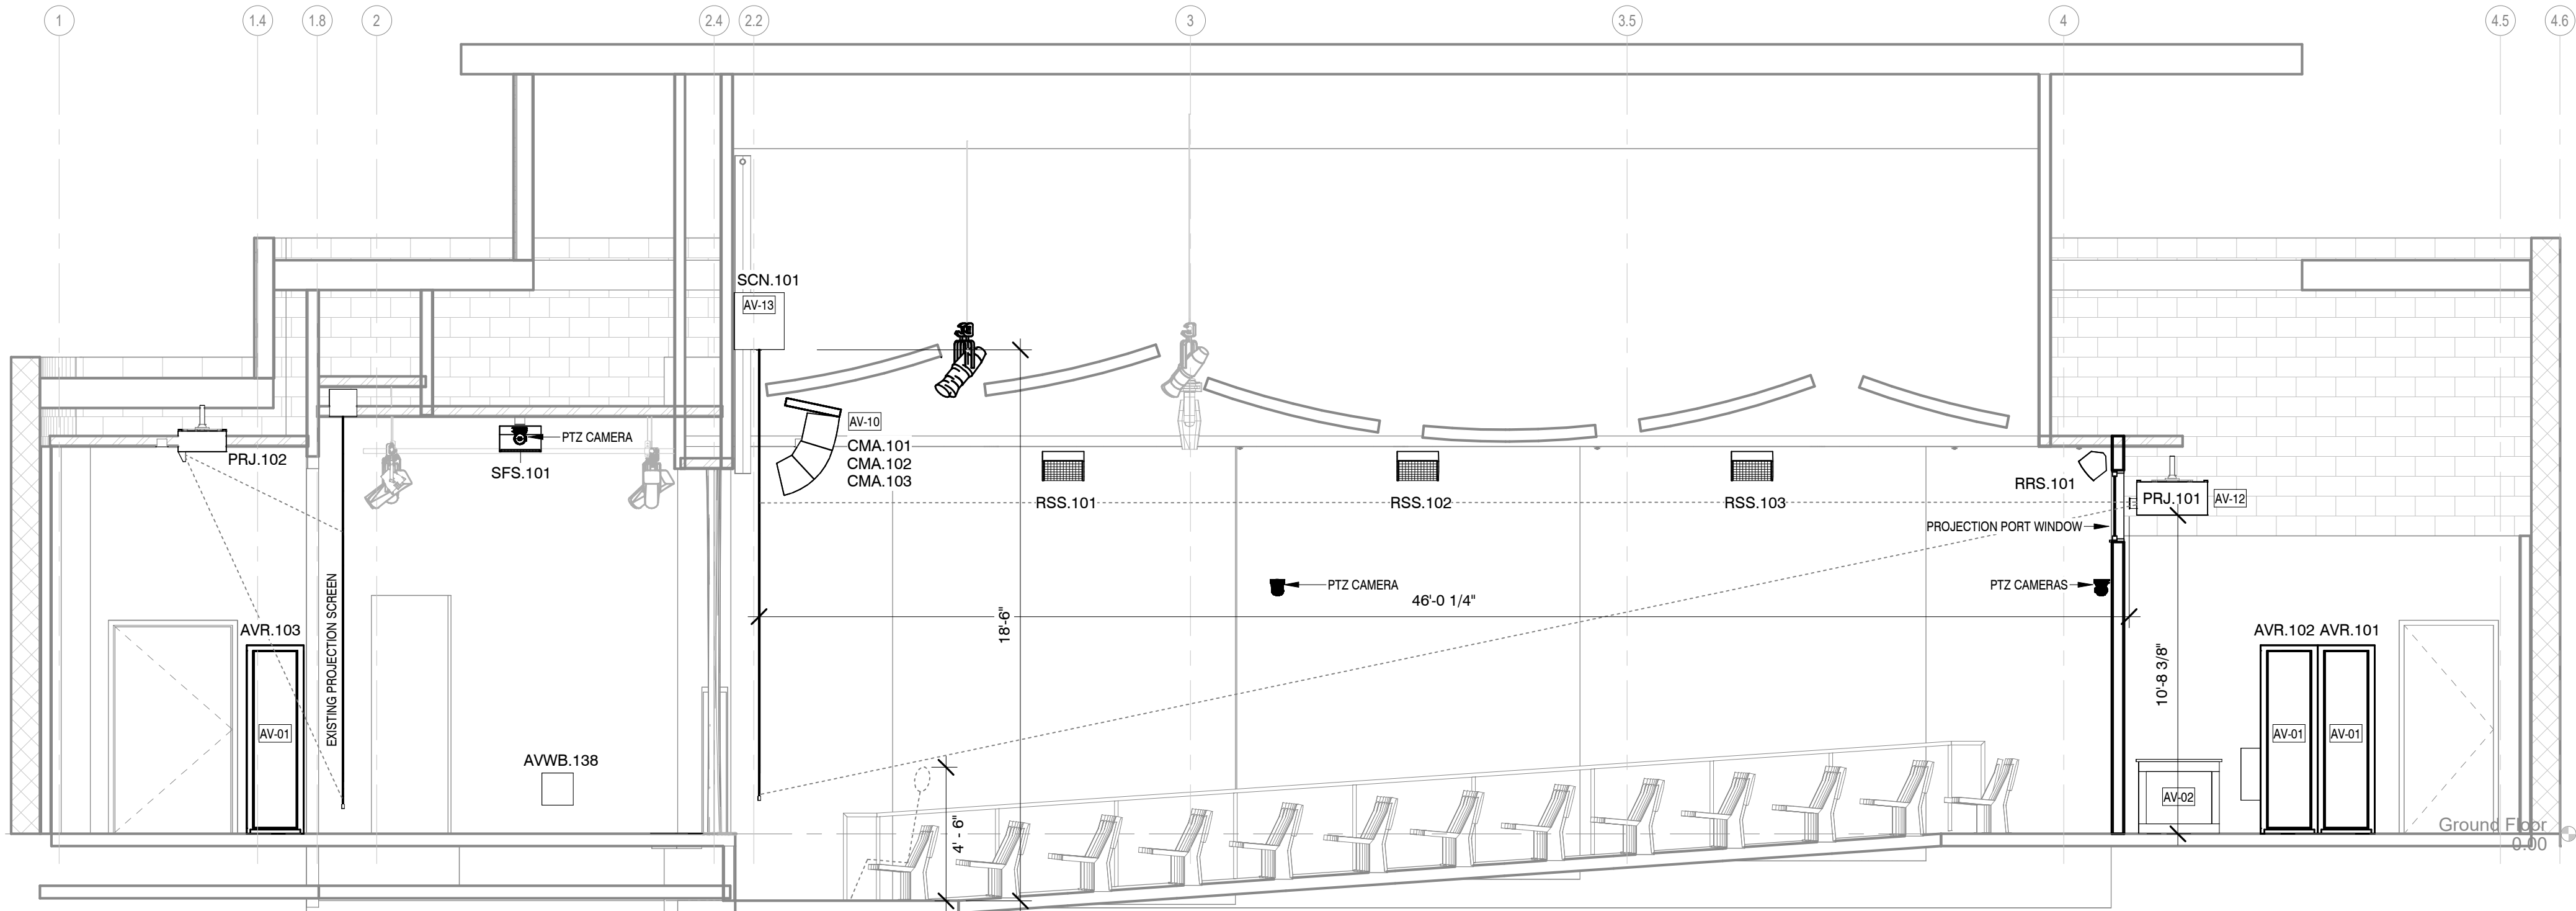 1
1.4
1.8
2
2.4
2.2
3
3.5
4
4.5
4.6
SCN.101
AV-13
PRJ.102
PTZ CAMERA
SFS.101
AV-10
CMA.101
CMA.102
CMA.103
RSS.101
RSS.102
RSS.103
RRS.101
PRJ.101
AV-12
PROJECTION PORT WINDOW
PTZ CAMERA
PTZ CAMERAS
46'-0 1/4"
18'-6"
AVR.103
AV-01
EXISTING PROJECTION SCREEN
AVWB.138
4' - 6"
10'-8 3/8"
AVR.102 AVR.101
AV-01
AV-01
AV-02
Ground Floor
0.00